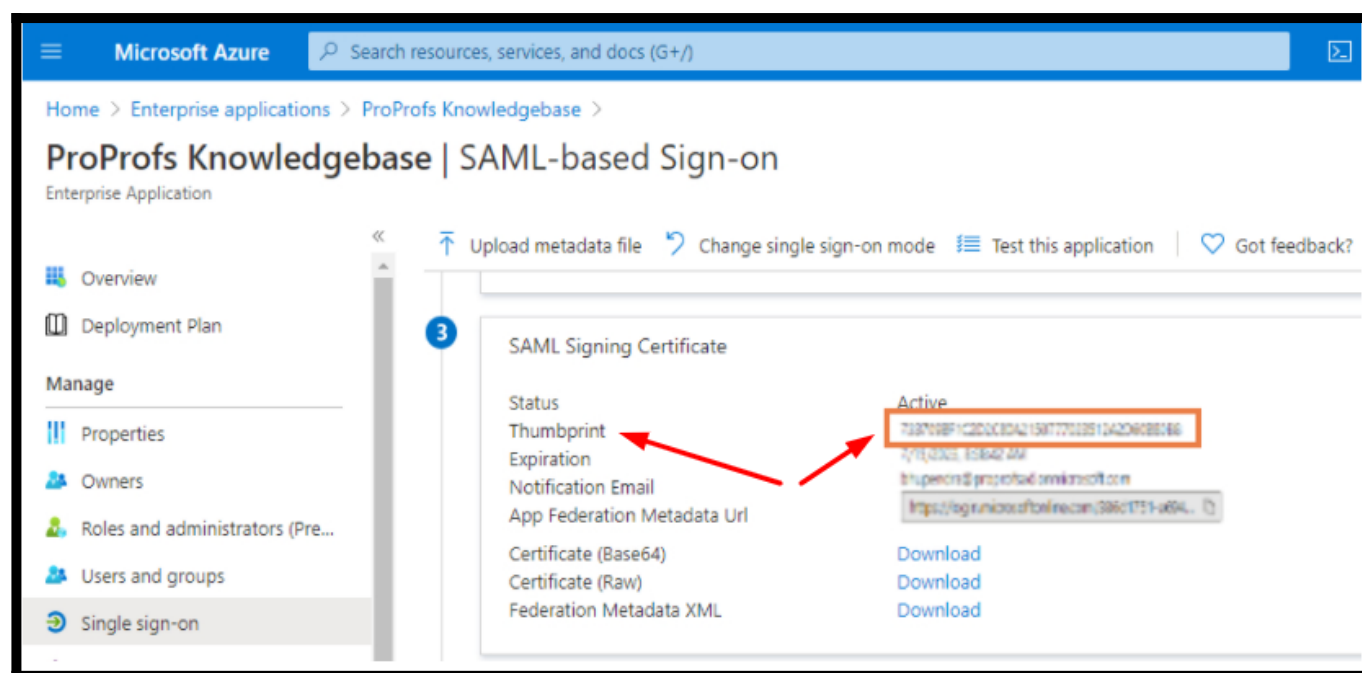 Microsoft Azure
Search resources, services, and docs (G+/)
Home > Enterprise applications > ProProfs Knowledgebase >
ProProfs Knowledgebase | SAML-based Sign-on
Enterprise Application
«
Upload metadata file
Change single sign-on mode
Test this application
Got feedback?
Overview
Deployment Plan
Manage
Properties
Owners
Roles and administrators (Pre...
Users and groups
Single sign-on
3
SAML Signing Certificate
Status Active
Thumbprint
Expiration
Notification Email
App Federation Metadata Url
Certificate (Base64) Download
Certificate (Raw) Download
Federation Metadata XML Download